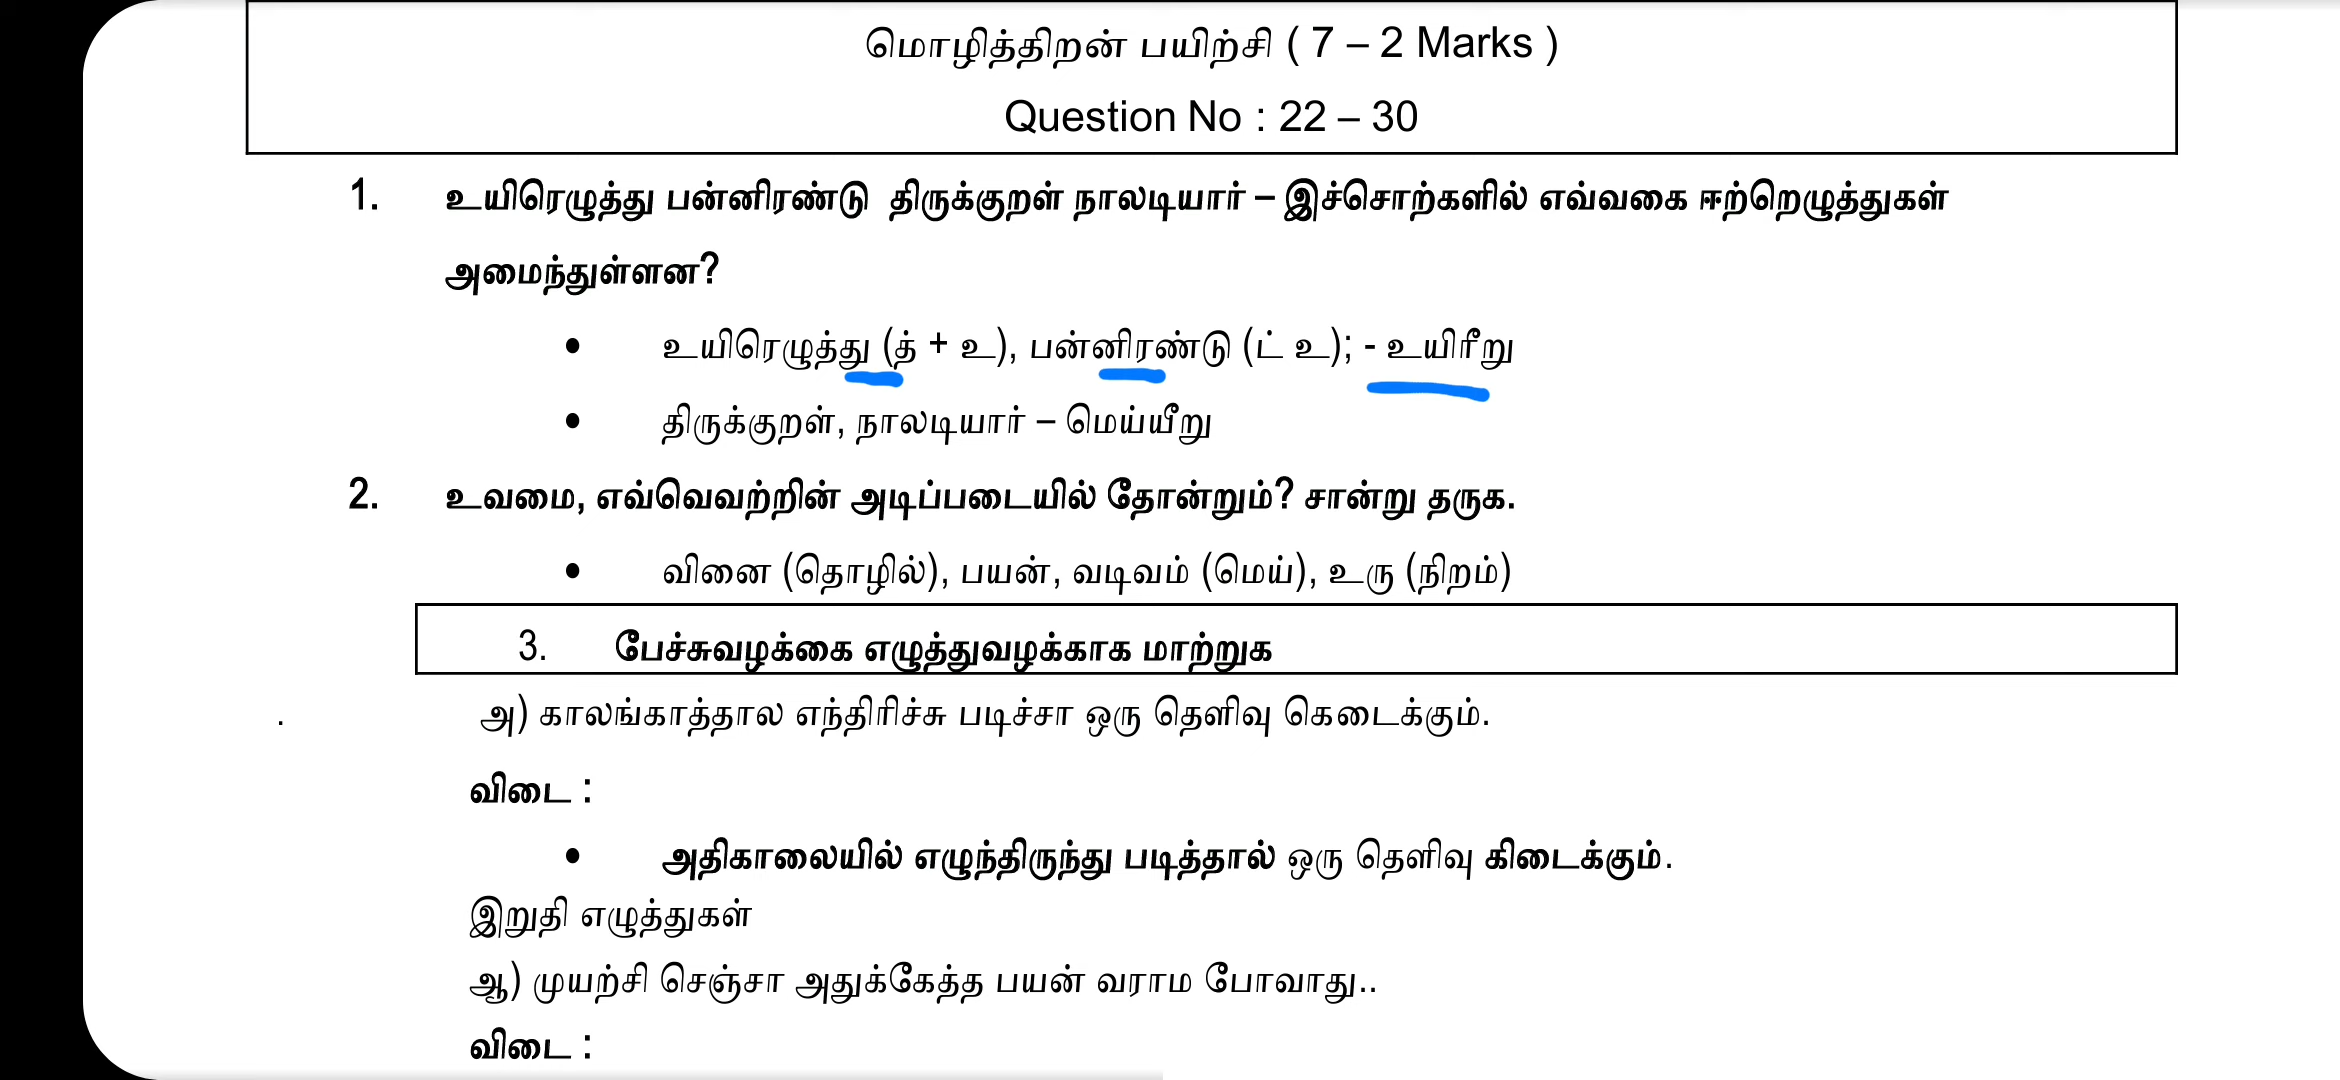 மொழித்திறன் பயிற்சி ( 7 – 2 Marks )
Question No : 22 – 30
1. உயிரெழுத்து பன்னிரண்டு திருக்குறள் நாலடியார் – இச்சொற்களில் எவ்வகை ஈற்றெழுத்துகள்
அமைந்துள்ளன?
• உயிரெழுத்து (த் + உ), பன்னிரண்டு (ட் உ); - உயிரீறு
• திருக்குறள், நாலடியார் – மெய்யீறு
2. உவமை, எவ்வெவற்றின் அடிப்படையில் தோன்றும்? சான்று தருக.
• வினை (தொழில்), பயன், வடிவம் (மெய்), உரு (நிறம்)
3. பேச்சுவழக்கை எழுத்துவழக்காக மாற்றுக
. அ) காலங்காத்தால எந்திரிச்சு படிச்சா ஒரு தெளிவு கெடைக்கும்.
விடை :
• அதிகாலையில் எழுந்திருந்து படித்தால் ஒரு தெளிவு கிடைக்கும்.
இறுதி எழுத்துகள்
ஆ) முயற்சி செஞ்சா அதுக்கேத்த பயன் வராம போவாது..
விடை :